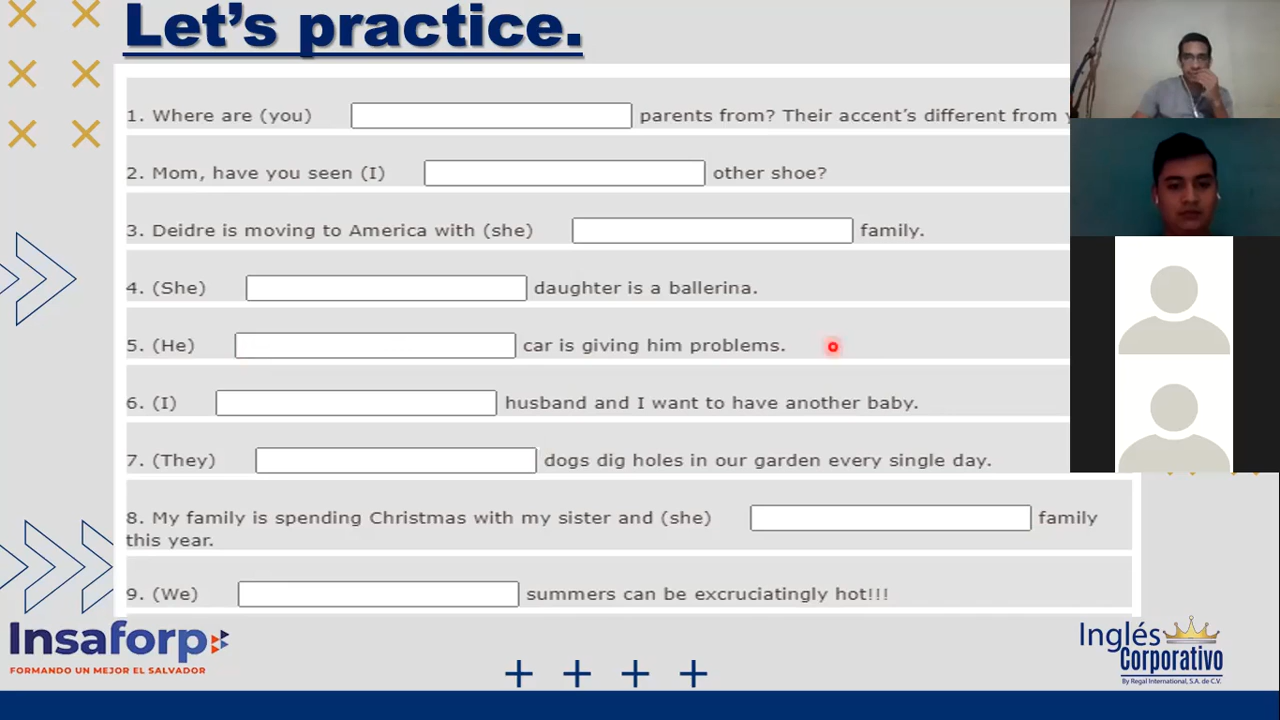 Let's practice.
1. Where are (you) parents from? Their accent's different from
2. Mom, have you seen (I) other shoe?
3. Deidre is moving to America with (she) family.
4. (She) daughter is a ballerina.
5. (He) car is giving him problems.
6. (I) husband and I want to have another baby.
7. (They) dogs dig holes in our garden every single day.
8. My family is spending Christmas with my sister and (she) family
this year.
9. (We) summers can be excruciatingly hot!!!
Insaforp
FORMANDO UN MEJOR EL SALVADOR
Inglés
Corporativo
By Regal International, S.A. de C.V.